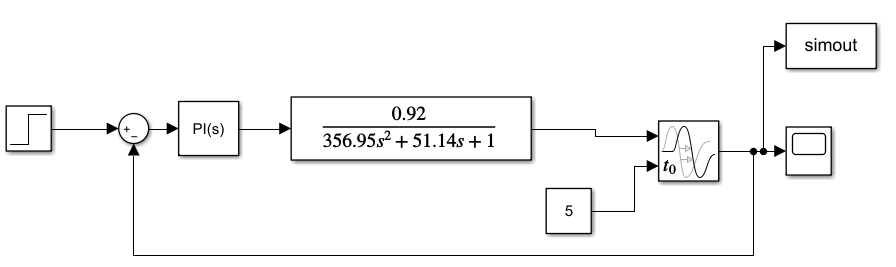 simout
+
−
PI(s)
0.92
356.95s² + 51.14s + 1
t₀
5